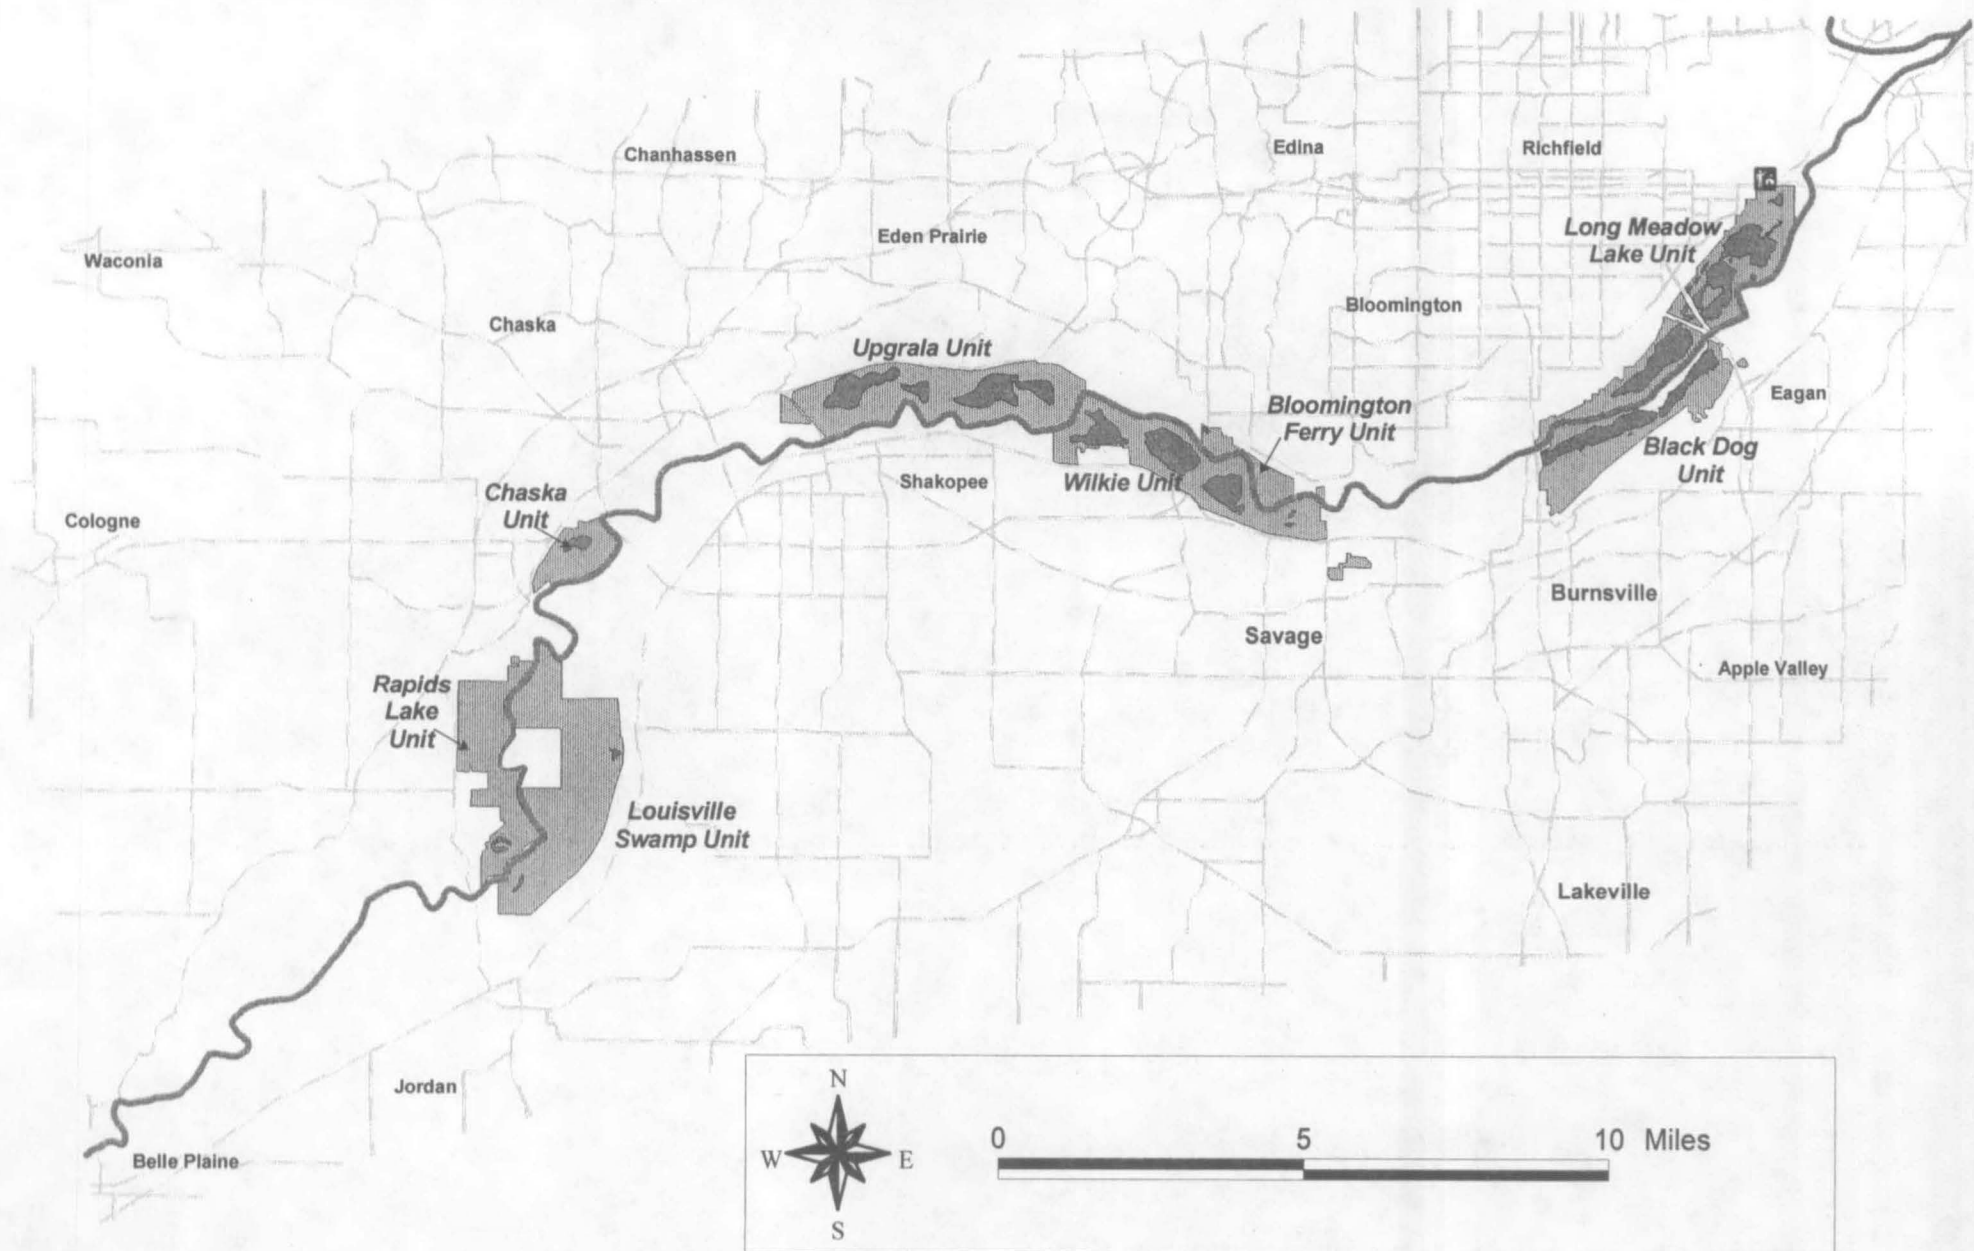 Chanhassen
Edina
Richfield
Long Meadow
Lake Unit
Eden Prairie
Waconia
Bloomington
Chaska
Upgrala Unit
Eagan
Bloomington
Ferry Unit
Black Dog
Unit
Shakopee
Wilkie Unit
Chaska
Unit
Cologne
Burnsville
Savage
Apple Valley
Rapids
Lake
Unit
Louisville
Swamp Unit
Lakeville
Jordan
Belle Plaine
N
W E
S
0 5 10 Miles